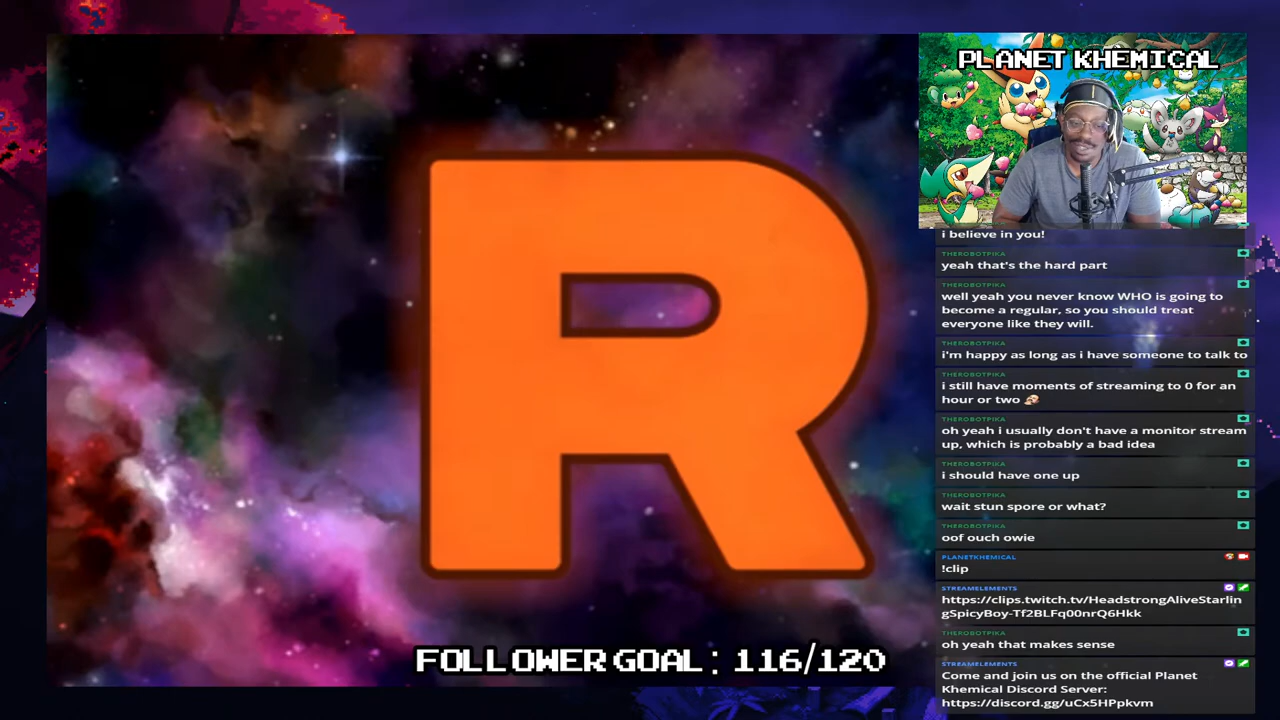 PLANET KHEMICAL
R
FOLLOWER GOAL: 116/120
i believe in you!
THEROBOTPIKA
yeah that's the hard part
THEROBOTPIKA
well yeah you never know WHO is going to
become a regular, so you should treat
everyone like they will.
THEROBOTPIKA
i'm happy as long as i have someone to talk to
THEROBOTPIKA
i still have moments of streaming to 0 for an
hour or two
THEROBOTPIKA
oh yeah i usually don't have a monitor stream
up, which is probably a bad idea
THEROBOTPIKA
i should have one up
THEROBOTPIKA
wait stun spore or what?
THEROBOTPIKA
oof ouch owie
PLANETKHEMICAL
!clip
STREAMELEMENTS
https://clips.twitch.tv/HeadstrongAliveStarlin
gSpicyBoy-Tf2BLFq00nrQ6Hkk
THEROBOTPIKA
oh yeah that makes sense
STREAMELEMENTS
Come and join us on the official Planet
Khemical Discord Server:
https://discord.gg/uCx5HPpkvm